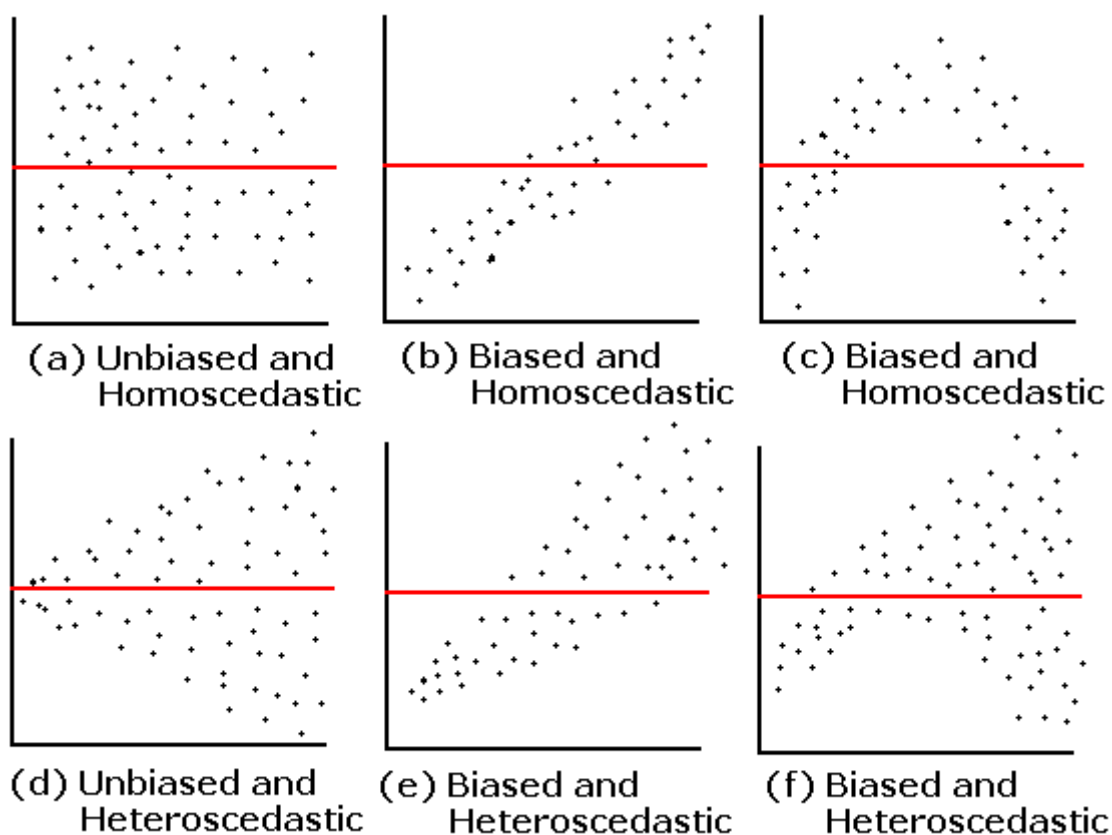 (a) Unbiased and
Homoscedastic
(b) Biased and
Homoscedastic
(c) Biased and
Homoscedastic
(d) Unbiased and
Heteroscedastic
(e) Biased and
Heteroscedastic
(f) Biased and
Heteroscedastic